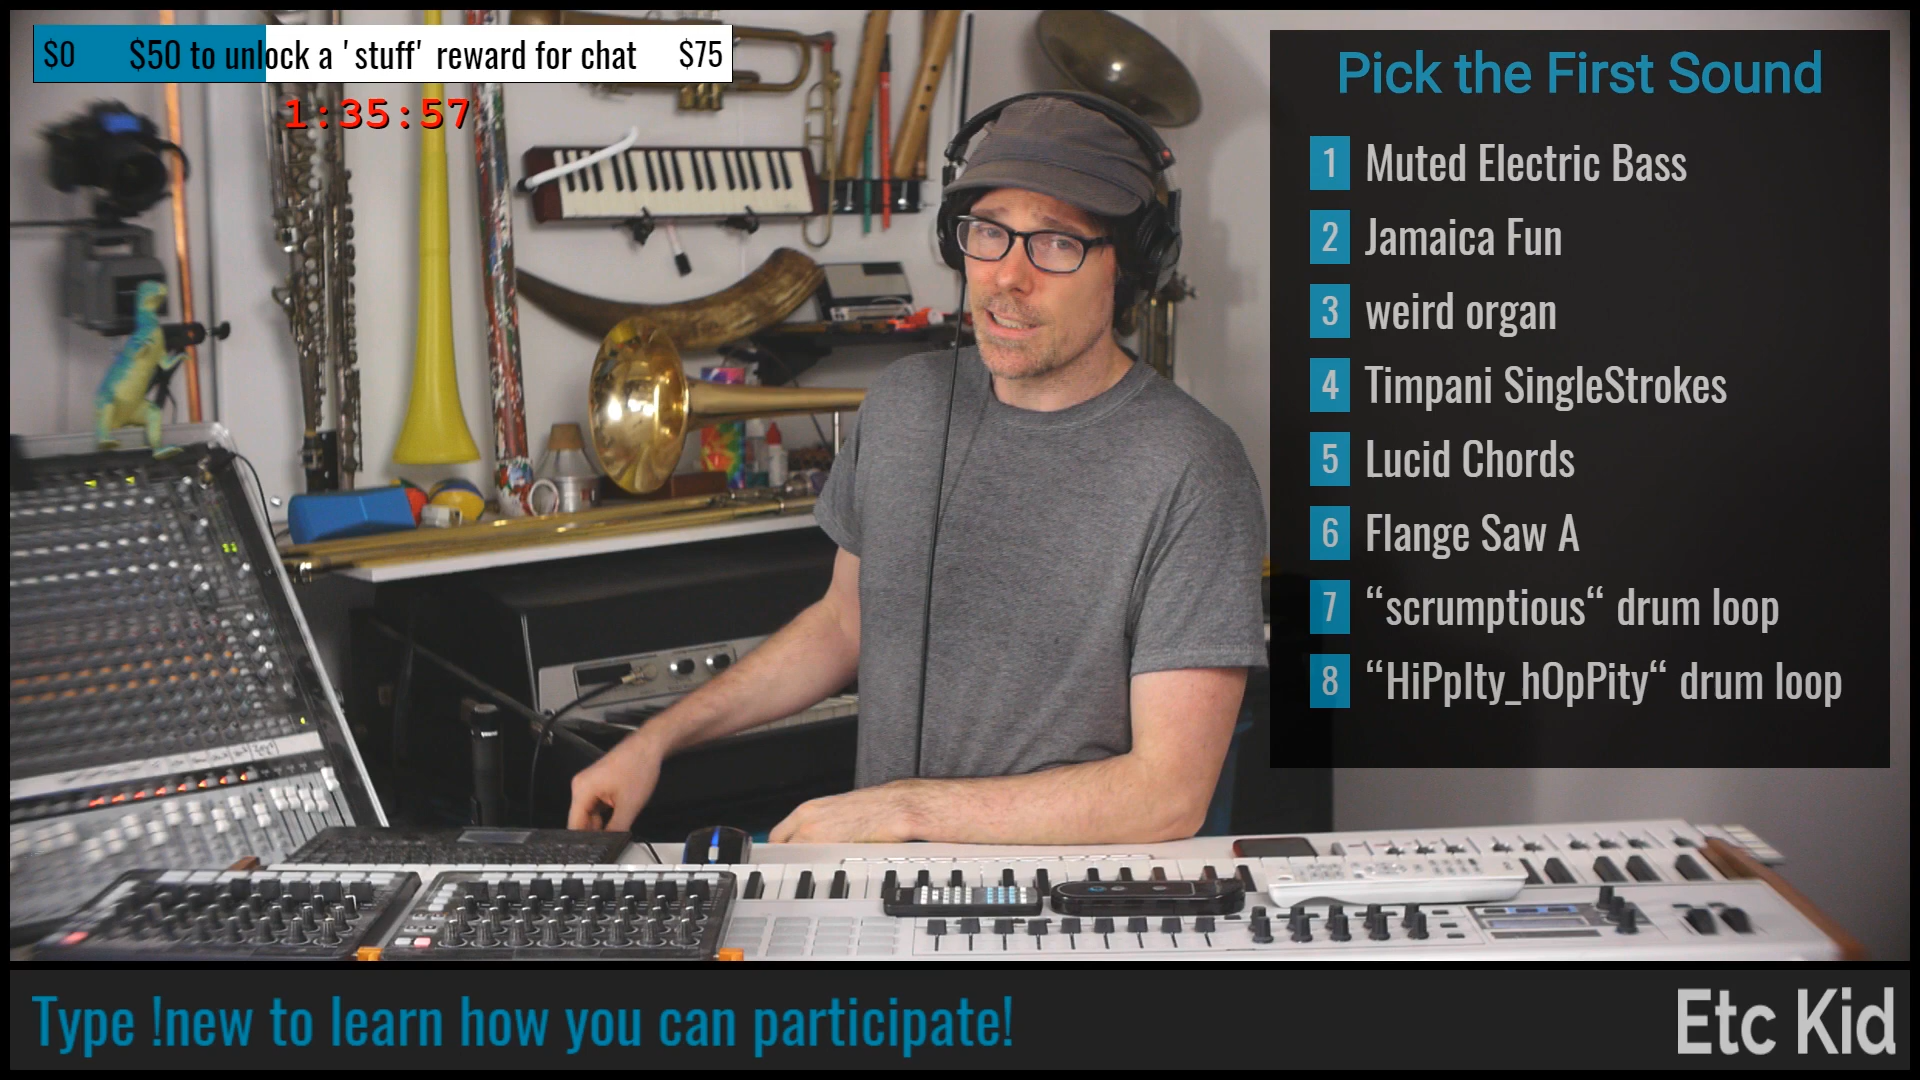 $0 $50 to unlock a 'stuff' reward for chat $75
1:35:57
Pick the First Sound
1 Muted Electric Bass
2 Jamaica Fun
3 weird organ
4 Timpani SingleStrokes
5 Lucid Chords
6 Flange Saw A
7 “scrumptious“ drum loop
8 “HiPpIty_hOpPity“ drum loop
Type !new to learn how you can participate!
Etc Kid